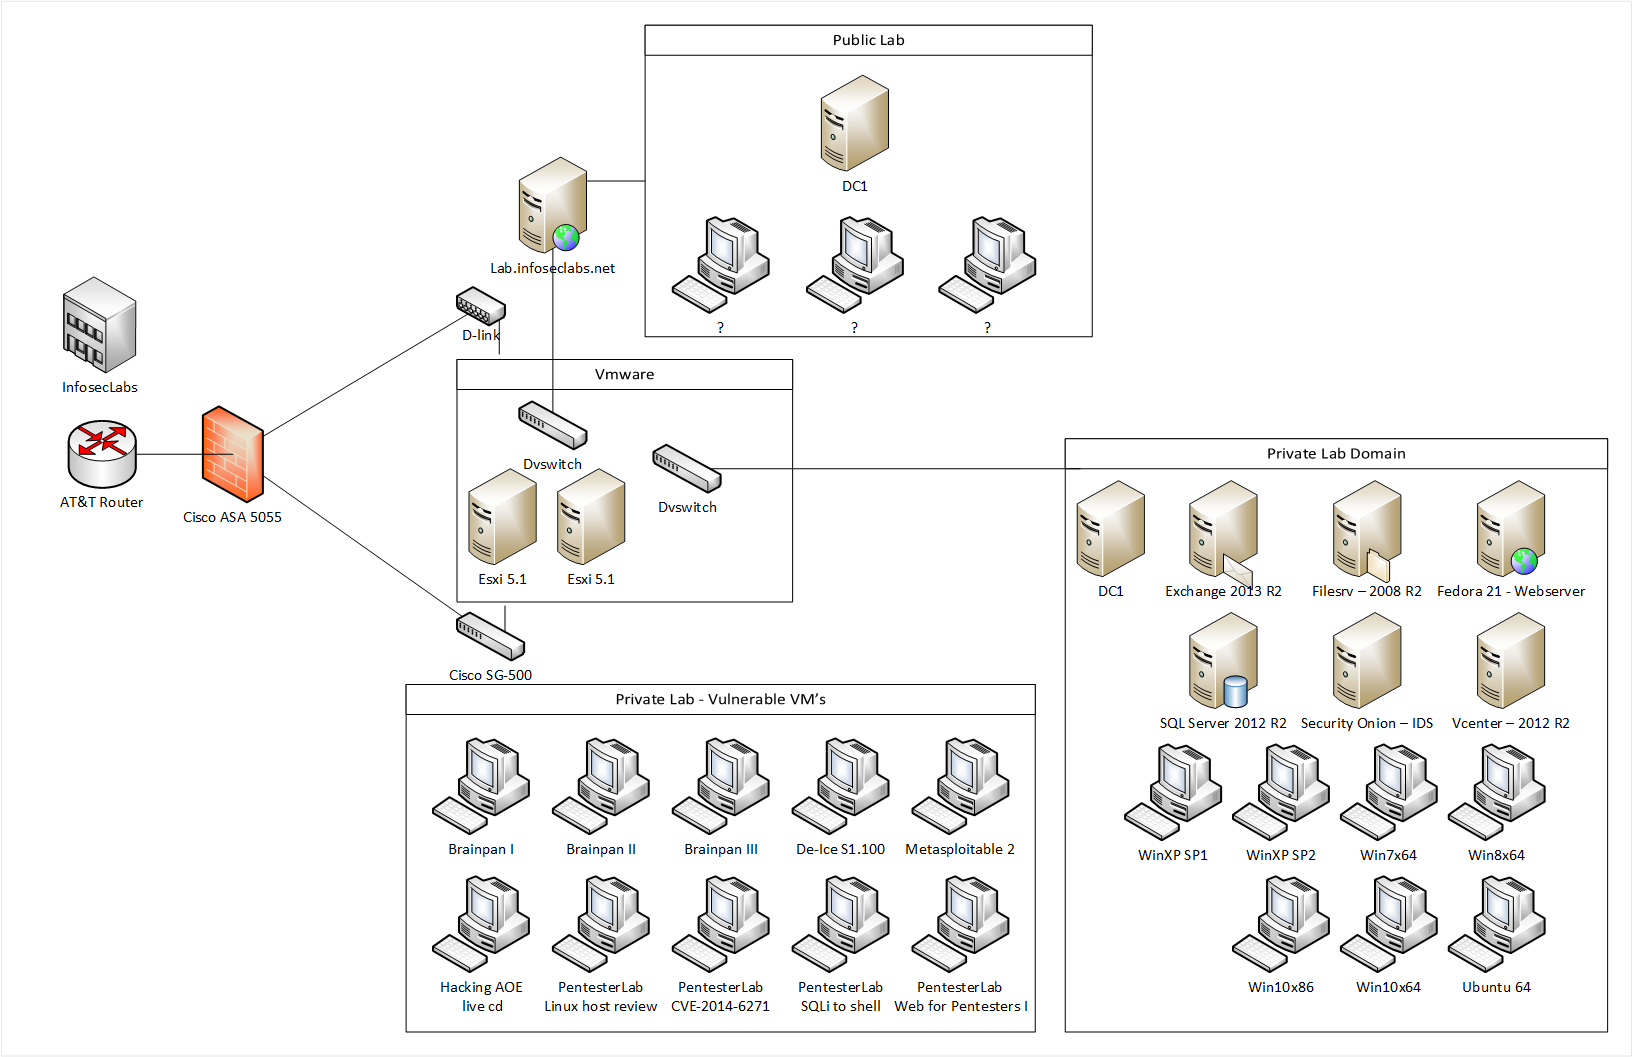 Public Lab
DC1
?
?
?
Lab.infoseclabs.net
D-link
InfosecLabs
AT&T Router
Cisco ASA 5055
Vmware
Dvswitch
Dvswitch
Esxi 5.1
Esxi 5.1
Cisco SG-500
Private Lab Domain
DC1
Exchange 2013 R2
Filesrv – 2008 R2
Fedora 21 - Webserver
SQL Server 2012 R2
Security Onion – IDS
Vcenter – 2012 R2
WinXP SP1
WinXP SP2
Win7x64
Win8x64
Win10x86
Win10x64
Ubuntu 64
Private Lab - Vulnerable VM’s
Brainpan I
Brainpan II
Brainpan III
De-Ice S1.100
Metasploitable 2
Hacking AOE
live cd
PentesterLab
Linux host review
PentesterLab
CVE-2014-6271
PentesterLab
SQLi to shell
PentesterLab
Web for Pentesters I